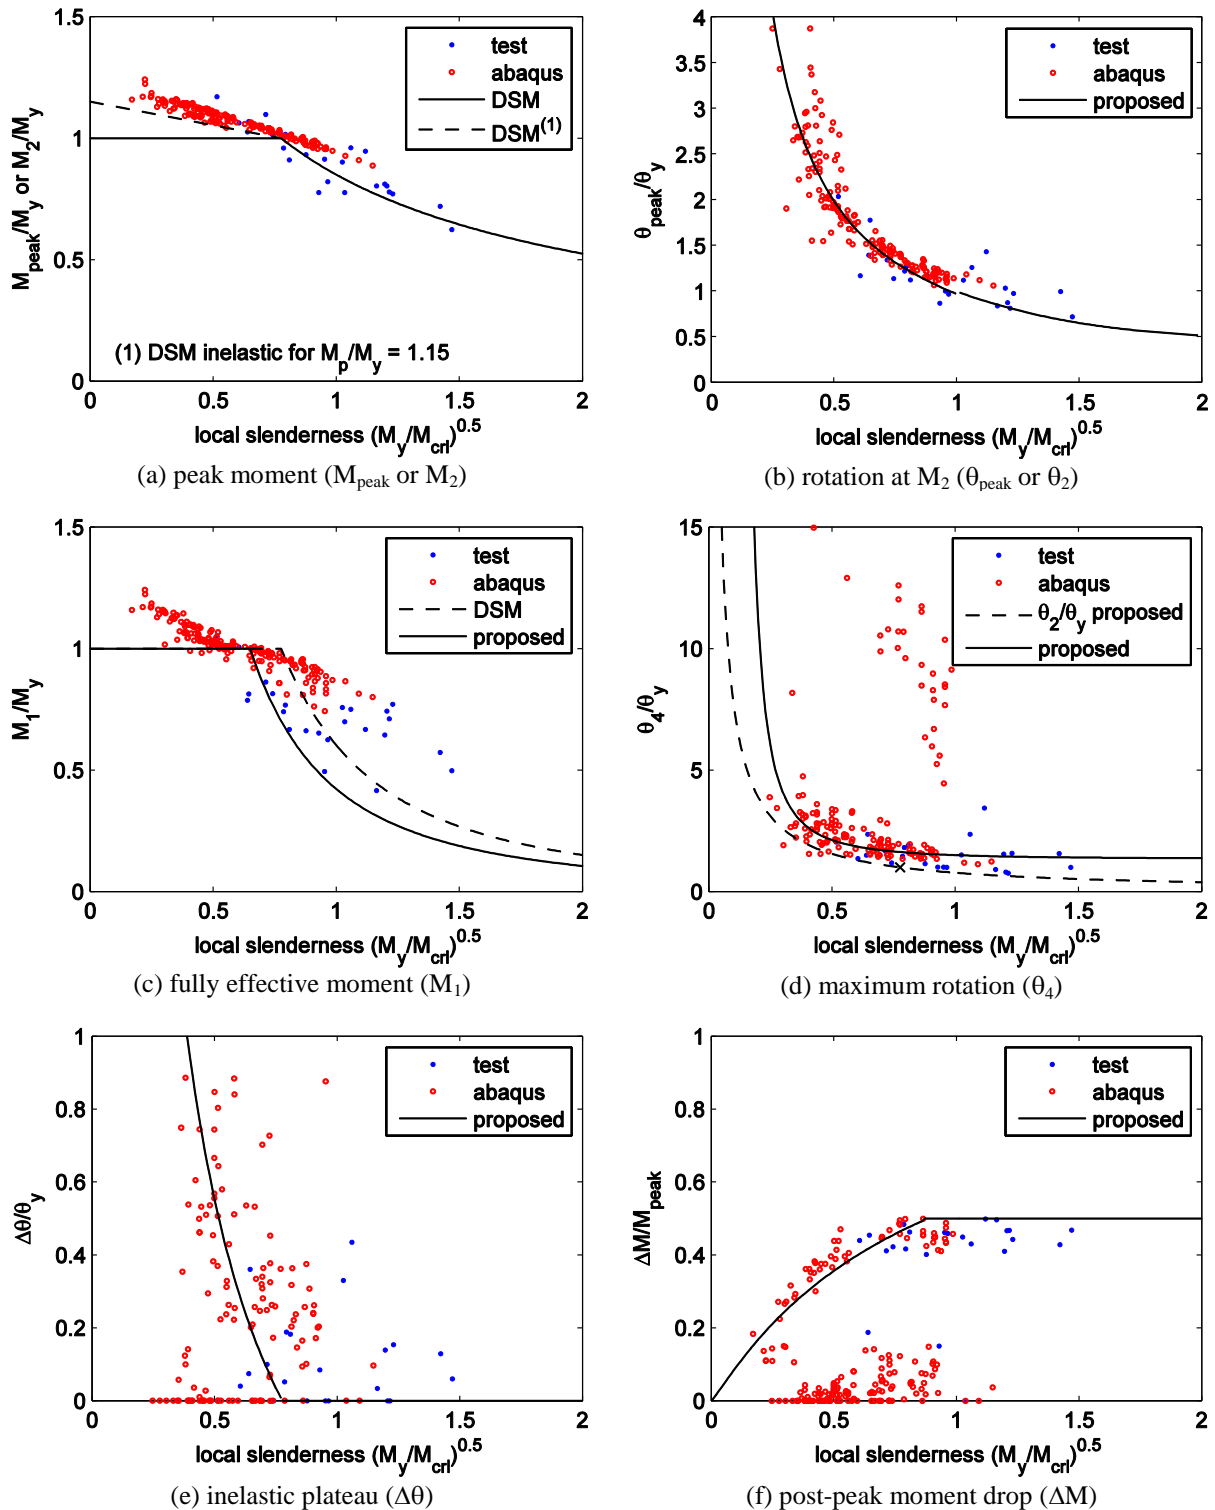 1.5
1
0.5
0
M_peak/M_y or M_2/M_y
test
abaqus
DSM
DSM^(1)
(1) DSM inelastic for M_p/M_y = 1.15
0 0.5 1 1.5 2
local slenderness (M_y/M_crl)^0.5
(a) peak moment (M_peak or M_2)
4
3.5
3
2.5
2
1.5
1
0.5
0
θ_peak/θ_y
test
abaqus
proposed
0 0.5 1 1.5 2
local slenderness (M_y/M_crl)^0.5
(b) rotation at M_2 (θ_peak or θ_2)
1.5
1
0.5
0
M_1/M_y
test
abaqus
DSM
proposed
0 0.5 1 1.5 2
local slenderness (M_y/M_crl)^0.5
(c) fully effective moment (M_1)
15
10
5
0
θ_4/θ_y
test
abaqus
θ_2/θ_y proposed
proposed
0 0.5 1 1.5 2
local slenderness (M_y/M_crl)^0.5
(d) maximum rotation (θ_4)
1
0.8
0.6
0.4
0.2
0
Δθ/θ_y
test
abaqus
proposed
0 0.5 1 1.5 2
local slenderness (M_y/M_crl)^0.5
(e) inelastic plateau (Δθ)
1
0.8
0.6
0.4
0.2
0
ΔM/M_peak
test
abaqus
proposed
0 0.5 1 1.5 2
local slenderness (M_y/M_crl)^0.5
(f) post-peak moment drop (ΔM)